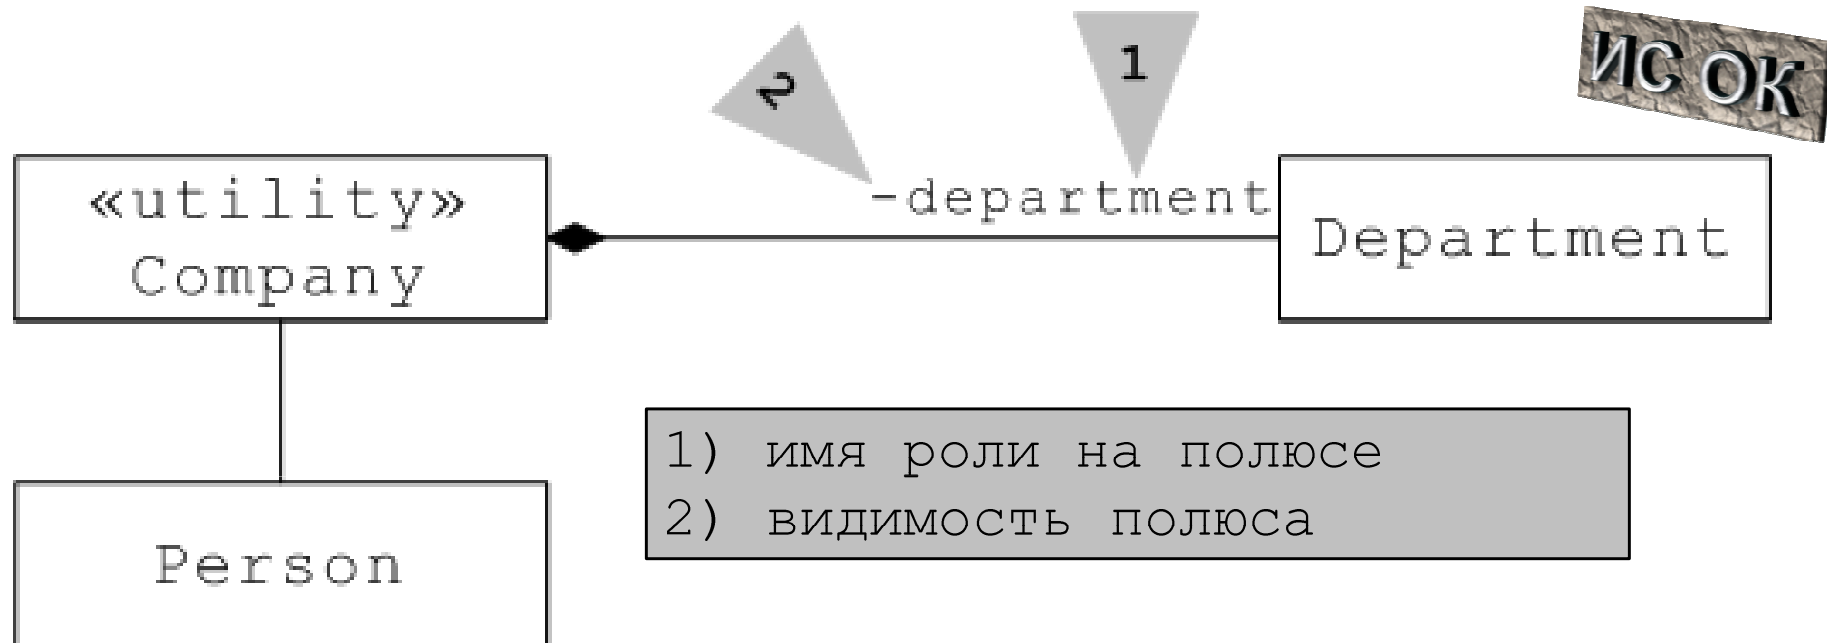 ИС ОК
2
1
«utility»
Company
-department
Department
1) имя роли на полюсе
2) видимость полюса
Person